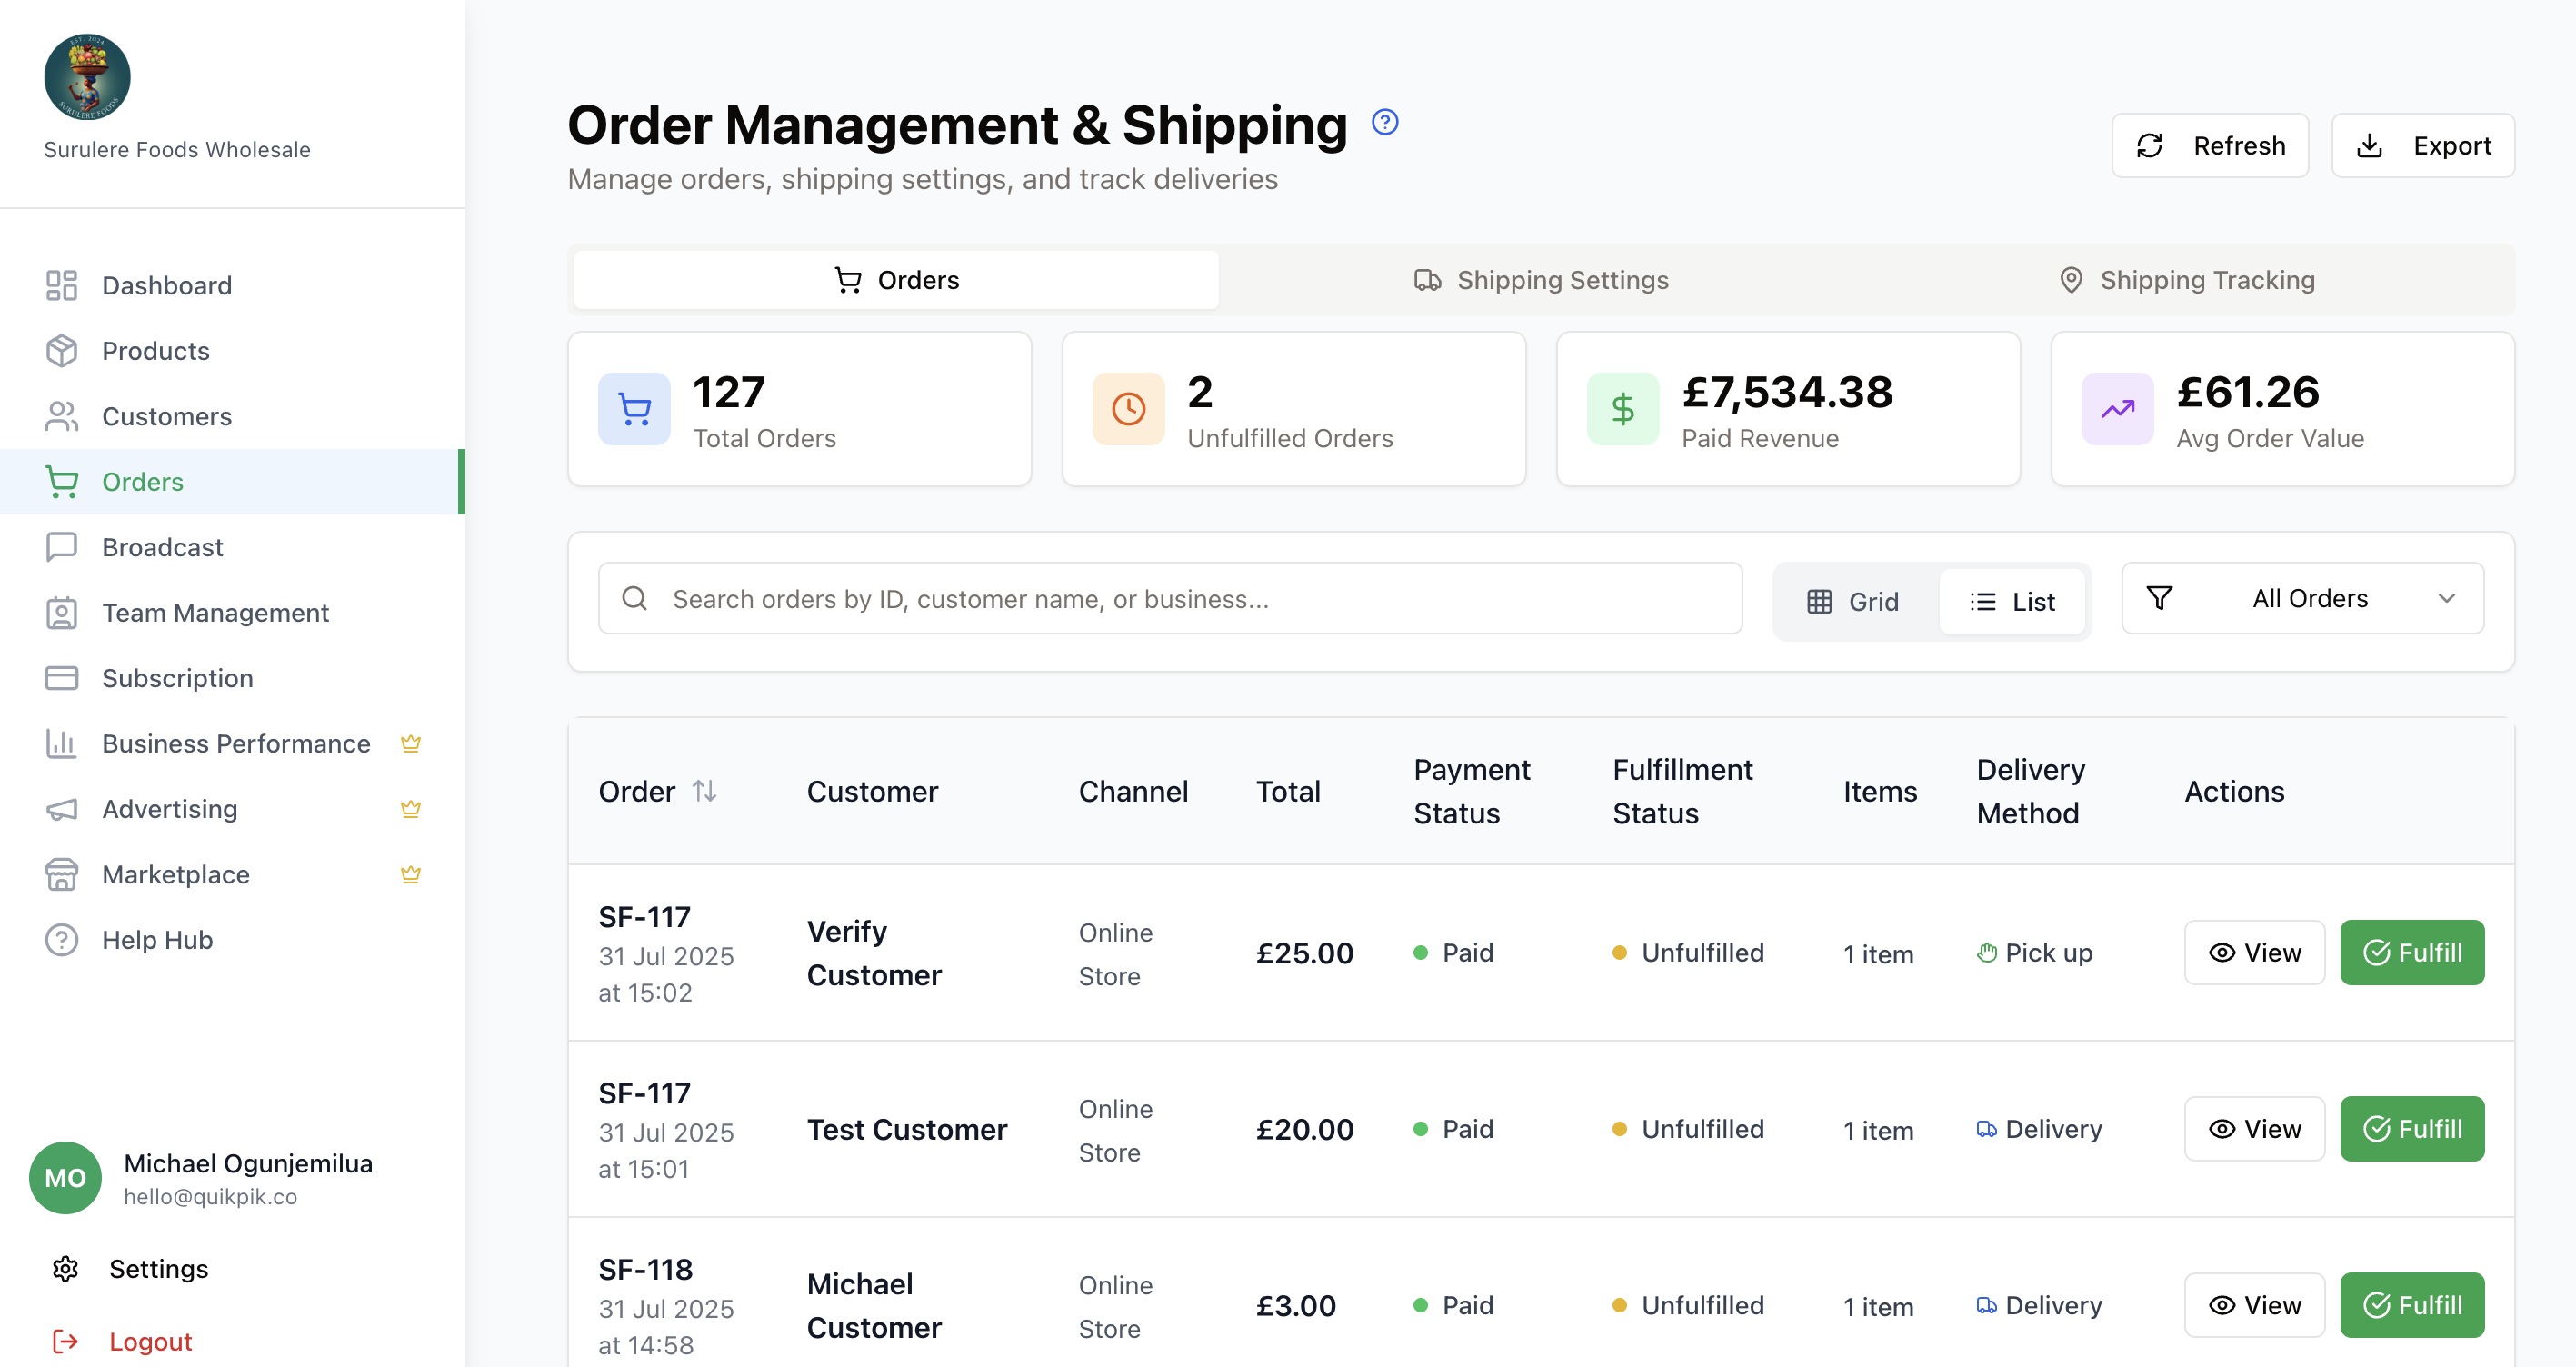 EST. 2024
SURULERE FOODS
Surulere Foods Wholesale
Dashboard
Products
Customers
Orders
Broadcast
Team Management
Subscription
Business Performance
Advertising
Marketplace
Help Hub
MO
Michael Ogunjemilua
hello@quikpik.co
Settings
Logout
Order Management & Shipping
Manage orders, shipping settings, and track deliveries
Refresh
Export
Orders
Shipping Settings
Shipping Tracking
127
Total Orders
2
Unfulfilled Orders
£7,534.38
Paid Revenue
£61.26
Avg Order Value
Search orders by ID, customer name, or business...
Grid
List
All Orders
Order
Customer
Channel
Total
Payment
Status
Fulfillment
Status
Items
Delivery
Method
Actions
SF-117
31 Jul 2025
at 15:02
Verify
Customer
Online
Store
£25.00
Paid
Unfulfilled
1 item
Pick up
View
Fulfill
SF-117
31 Jul 2025
at 15:01
Test Customer
Online
Store
£20.00
Paid
Unfulfilled
1 item
Delivery
View
Fulfill
SF-118
31 Jul 2025
at 14:58
Michael
Customer
Online
Store
£3.00
Paid
Unfulfilled
1 item
Delivery
View
Fulfill